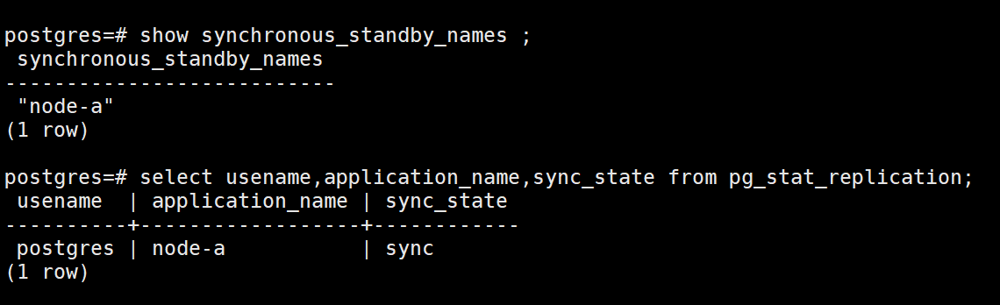 postgres=# show synchronous_standby_names ;
 synchronous_standby_names
---------------------------
 "node-a"
(1 row)

postgres=# select usename,application_name,sync_state from pg_stat_replication;
 usename  | application_name | sync_state
----------+------------------+------------
 postgres | node-a           | sync
(1 row)